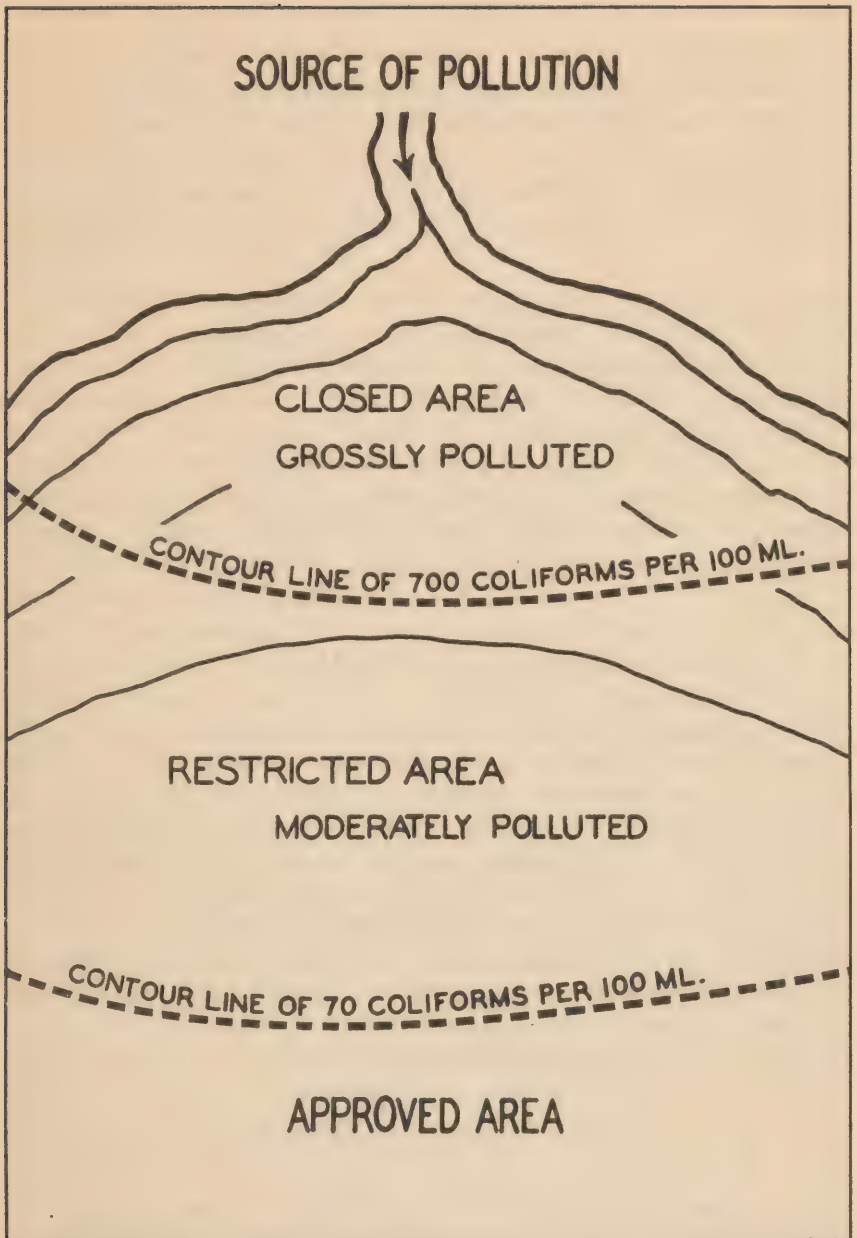 SOURCE OF POLLUTION
CLOSED AREA
GROSSLY POLLUTED
CONTOUR LINE OF 700 COLIFORMS PER 100 ML.
RESTRICTED AREA
MODERATELY POLLUTED
CONTOUR LINE OF 70 COLIFORMS PER 100 ML.
APPROVED AREA